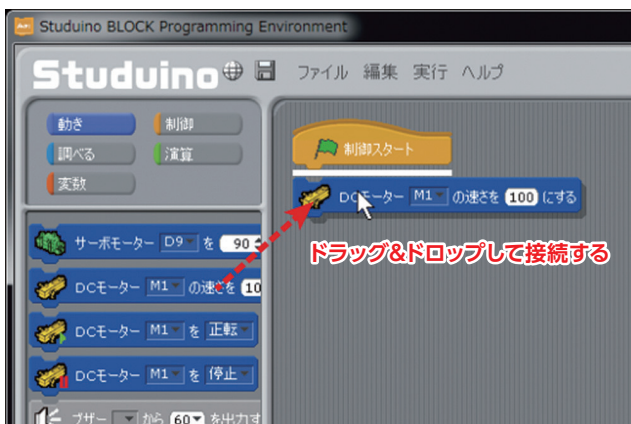 Studuino BLOCK Programming Environment
Studuino ファイル 編集 実行 ヘルプ
動き 制御
調べる 演算
変数
制御スタート
DCモーター M1 の速さを 100 にする
サーボモーター D9 を 90
ドラッグ&ドロップして接続する
DCモーター M1 の速さを 10
DCモーター M1 を 正転
DCモーター M1 を 停止
ブザー から 60 を出力す